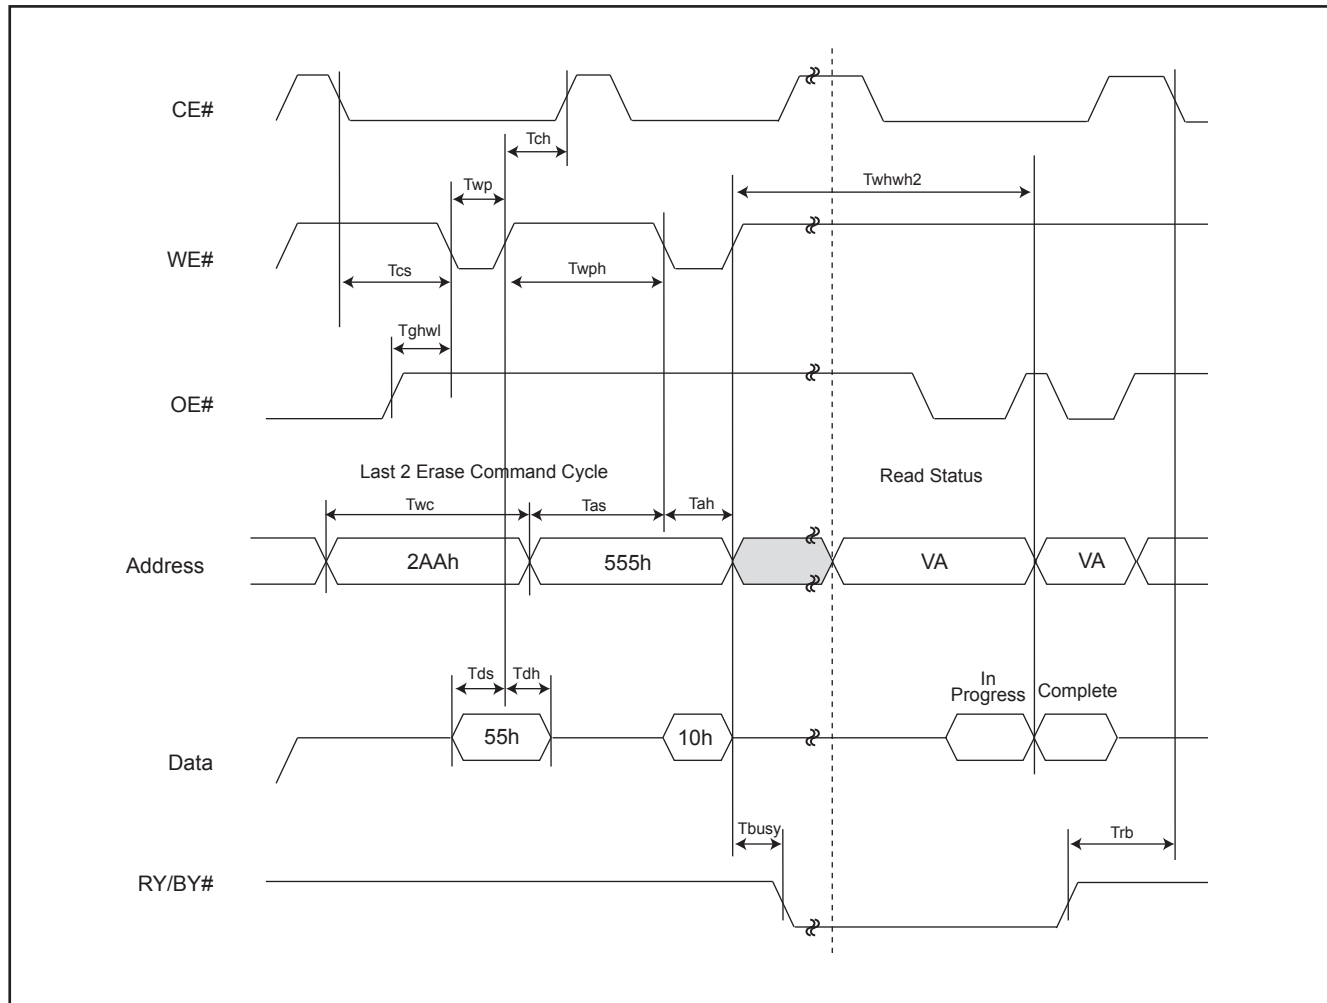 CE#
Tch
Twp
Twhwh2
WE#
Tcs
Twph
Tghwl
OE#
Last 2 Erase Command Cycle
Read Status
Twc
Tas
Tah
Address
2AAh
555h
VA
VA
Tds
Tdh
In
Progress
Complete
55h
10h
Data
Tbusy
Trb
RY/BY#